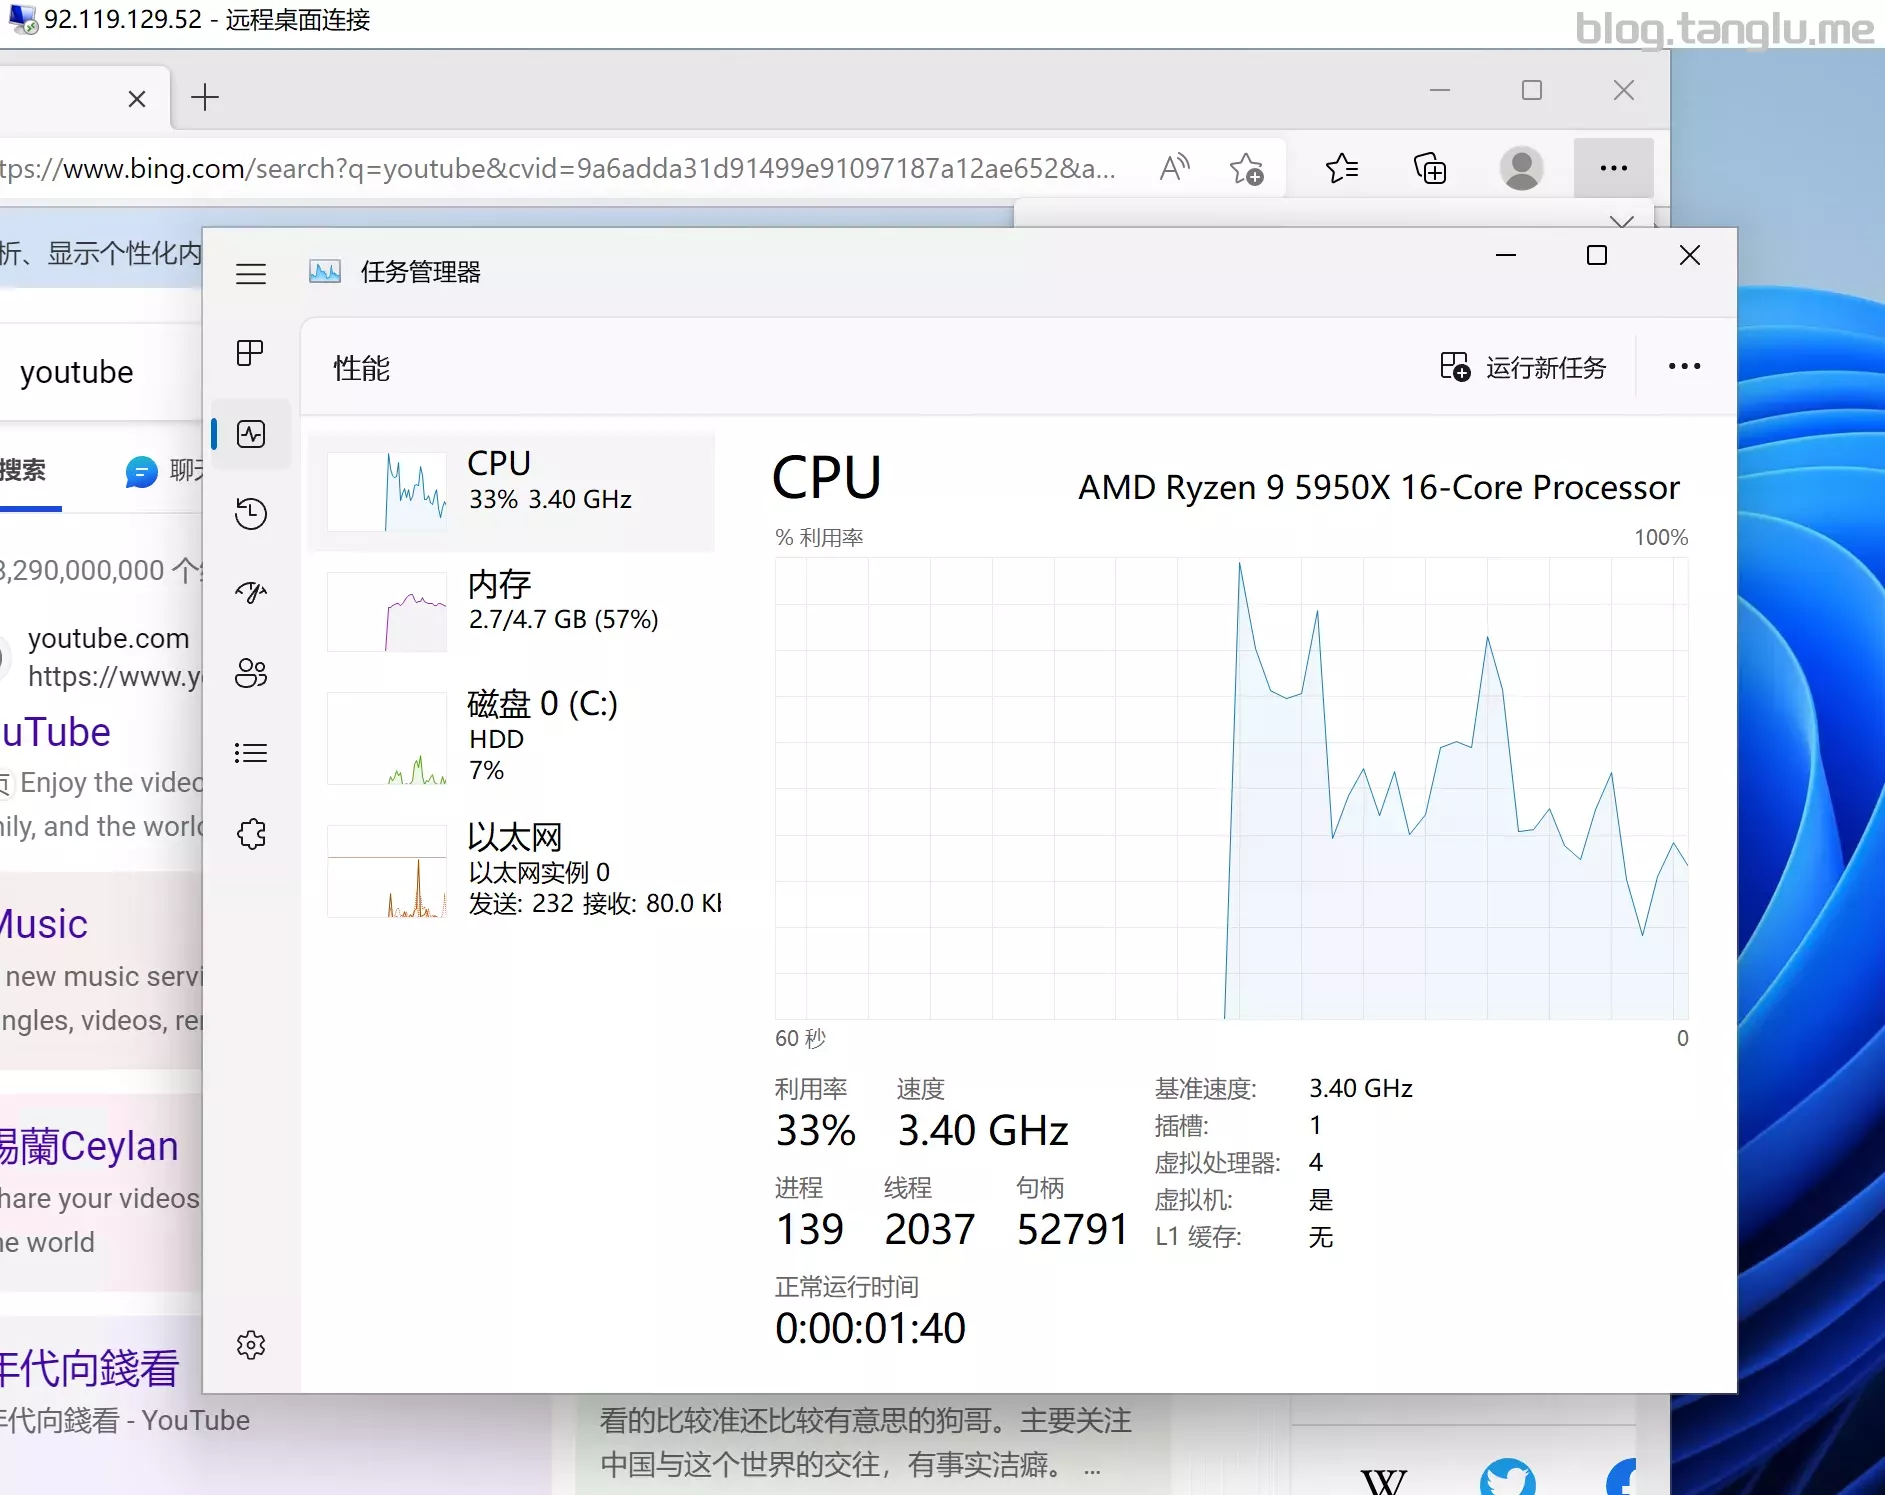 92.119.129.52 - 远程桌面连接
blog.tanglu.me
tps://www.bing.com/search?q=youtube&cvid=9a6adda31d91499e91097187a12ae652&a...
析、显示个性化内
任务管理器
youtube
性能
运行新任务
搜索
CPU
33% 3.40 GHz
内存
2.7/4.7 GB (57%)
磁盘 0 (C:)
HDD
7%
以太网
以太网实例 0
发送: 232 接收: 80.0 Kb
CPU
AMD Ryzen 9 5950X 16-Core Processor
% 利用率
100%
60 秒
0
利用率
速度
33%
3.40 GHz
进程
线程
句柄
139
2037
52791
正常运行时间
0:00:01:40
基准速度:
3.40 GHz
插槽:
1
虚拟处理器:
4
虚拟机:
是
L1 缓存:
无
3,290,000,000 个
youtube.com
https://www.y
uTube
页 Enjoy the video
nily, and the world
Music
new music servi
ngles, videos, re
錫蘭Ceylan
hare your videos
he world
年代向錢看
年代向錢看 - YouTube
看的比较准还比较有意思的狗哥。主要关注
中国与这个世界的交往，有事实洁癖。 ...
W